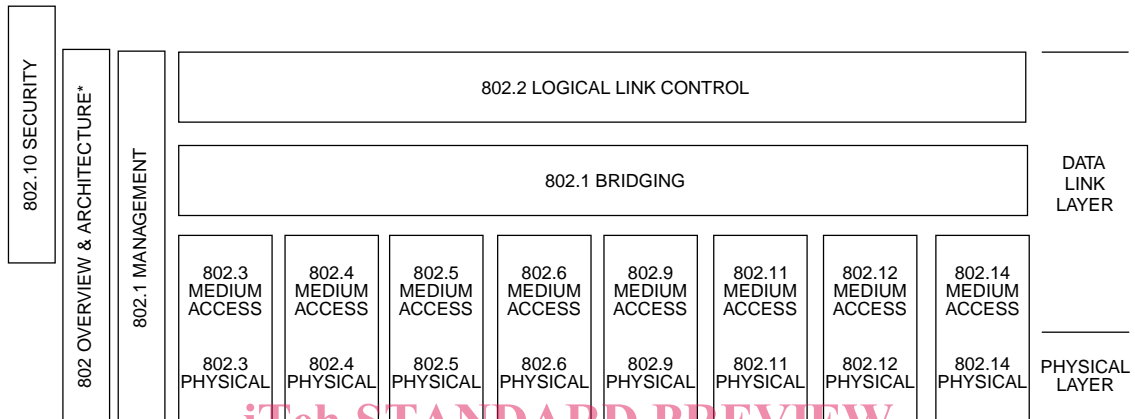 802.10 SECURITY
802 OVERVIEW & ARCHITECTURE*
802.1 MANAGEMENT
802.2 LOGICAL LINK CONTROL
802.1 BRIDGING
DATA
LINK
LAYER
802.3
MEDIUM
ACCESS
802.4
MEDIUM
ACCESS
802.5
MEDIUM
ACCESS
802.6
MEDIUM
ACCESS
802.9
MEDIUM
ACCESS
802.11
MEDIUM
ACCESS
802.12
MEDIUM
ACCESS
802.14
MEDIUM
ACCESS
802.3
PHYSICAL
802.4
PHYSICAL
802.5
PHYSICAL
802.6
PHYSICAL
802.9
PHYSICAL
802.11
PHYSICAL
802.12
PHYSICAL
802.14
PHYSICAL
PHYSICAL
LAYER
iTeh STANDARD PREVIEW